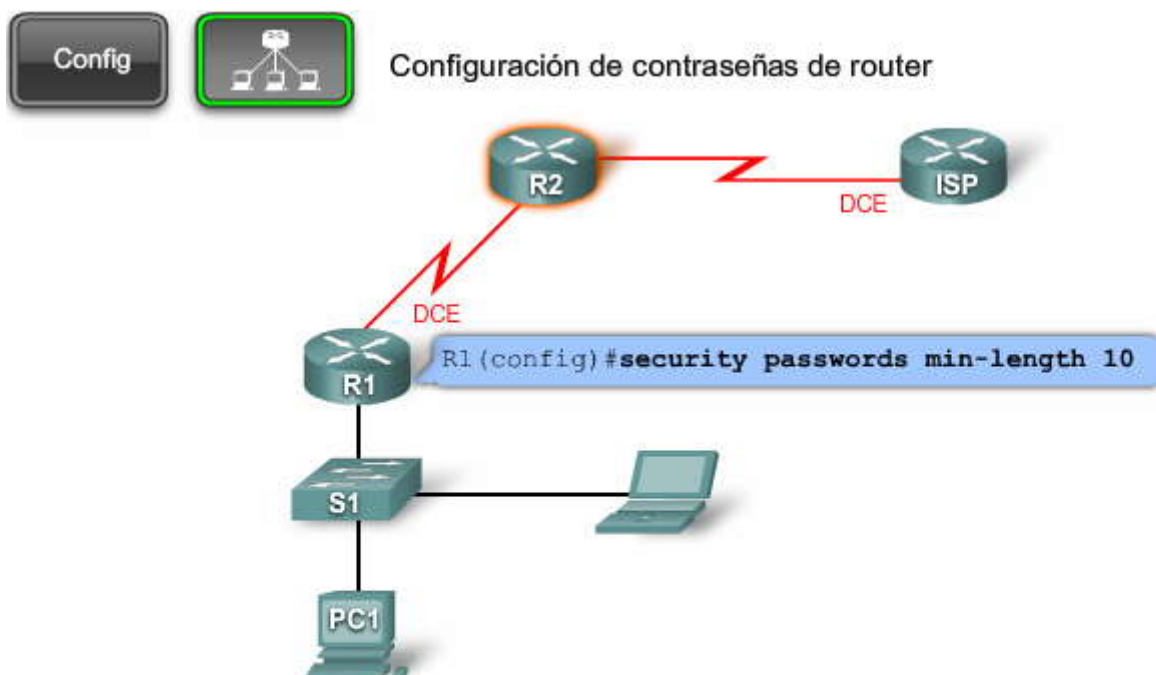 Config
Configuración de contraseñas de router
R2
ISP
DCE
DCE
R1
R1(config)#security passwords min-length 10
S1
PC1